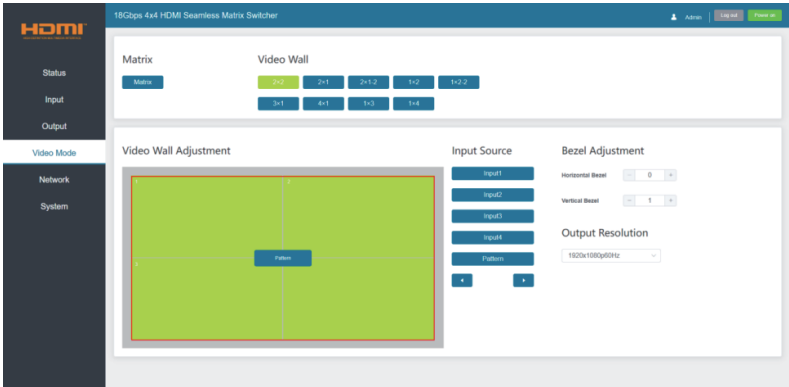 HDMI
18Gbps 4x4 HDMI Seamless Matrix Switcher
Admin
Log out
Power on
Status
Input
Output
Video Mode
Network
System
Matrix
Matrix
Video Wall
2×2
2×1
2×1-2
1×2
1×2-2
3×1
4×1
1×3
1×4
Video Wall Adjustment
1
2
3
Pattern
Input Source
Input1
Input2
Input3
Input4
Pattern
Bezel Adjustment
Horizontal Bezel
- 0 +
Vertical Bezel
- 1 +
Output Resolution
1920x1080p60Hz